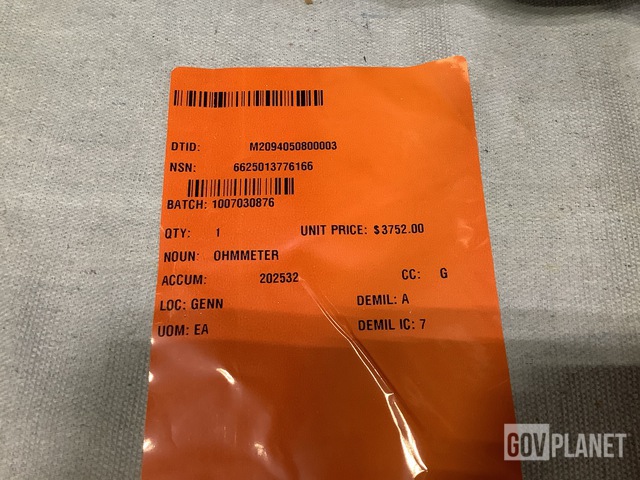 DTID: M2094050800003
NSN: 6625013776166
BATCH: 1007030876
QTY: 1 UNIT PRICE: $3752.00
NOUN: OHMMETER
ACCUM: 202532 CC: G
LOC: GENN DEMIL: A
UOM: EA DEMIL IC: 7
GOVPLANET